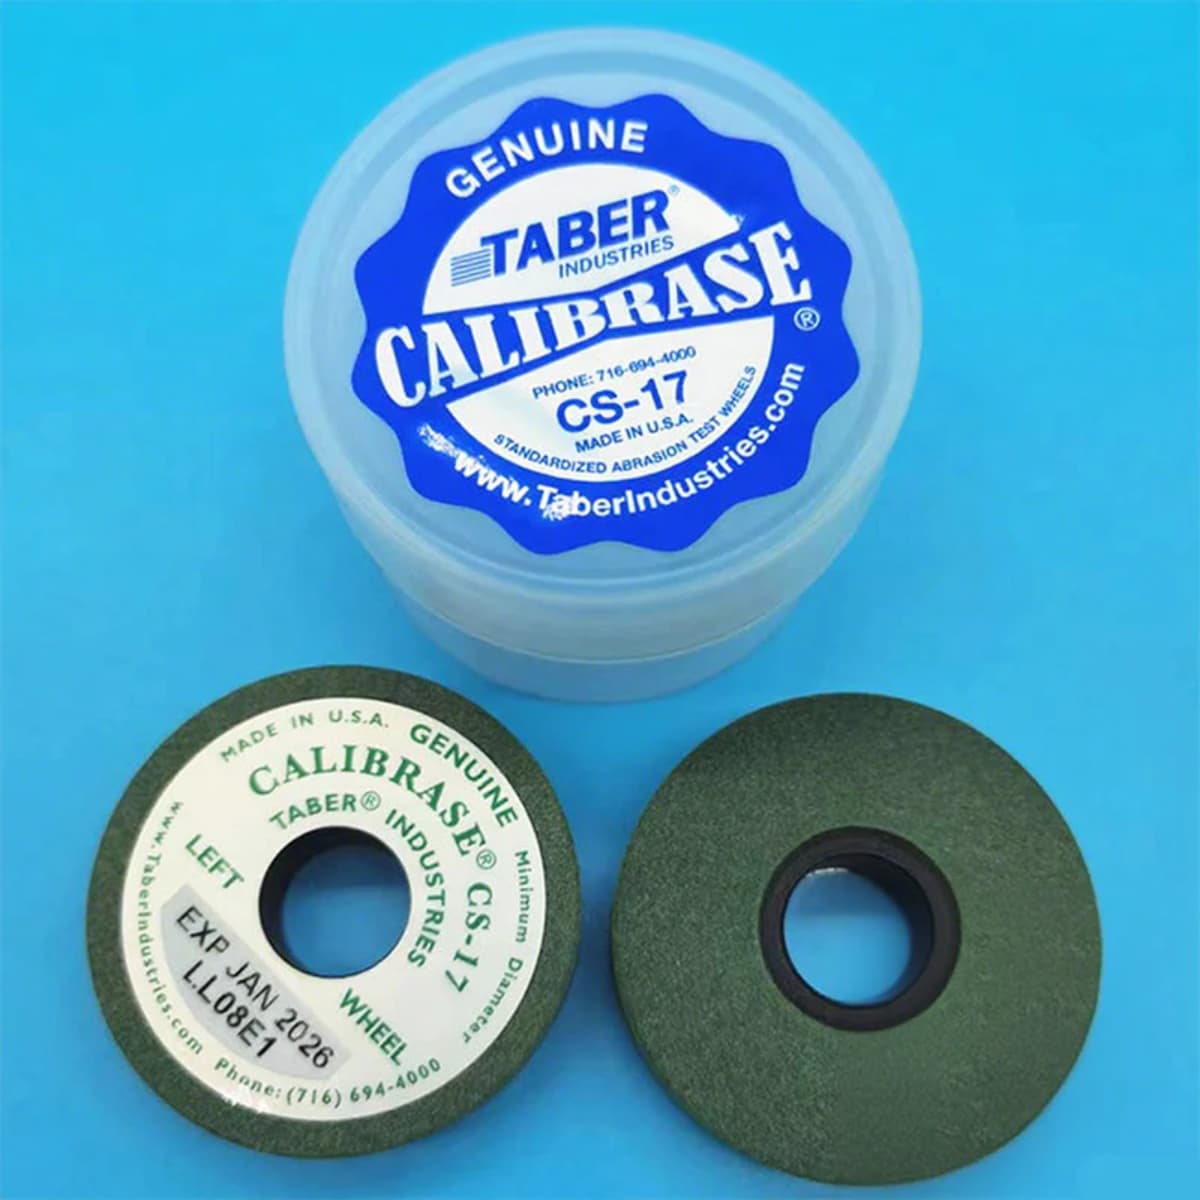 GENUINE
TABER®
INDUSTRIES
CALIBRASE®
PHONE: 716-694-4000
CS-17
MADE IN U.S.A.
STANDARDIZED ABRASION TEST WHEELS
www.TaberIndustries.com
MADE IN U.S.A. GENUINE
CALIBRASE® CS-17
TABER® INDUSTRIES
LEFT WHEEL
Minimum Diameter
EXP JAN 2026
LL08E1
www.TaberIndustries.com Phone: (716) 694-4000